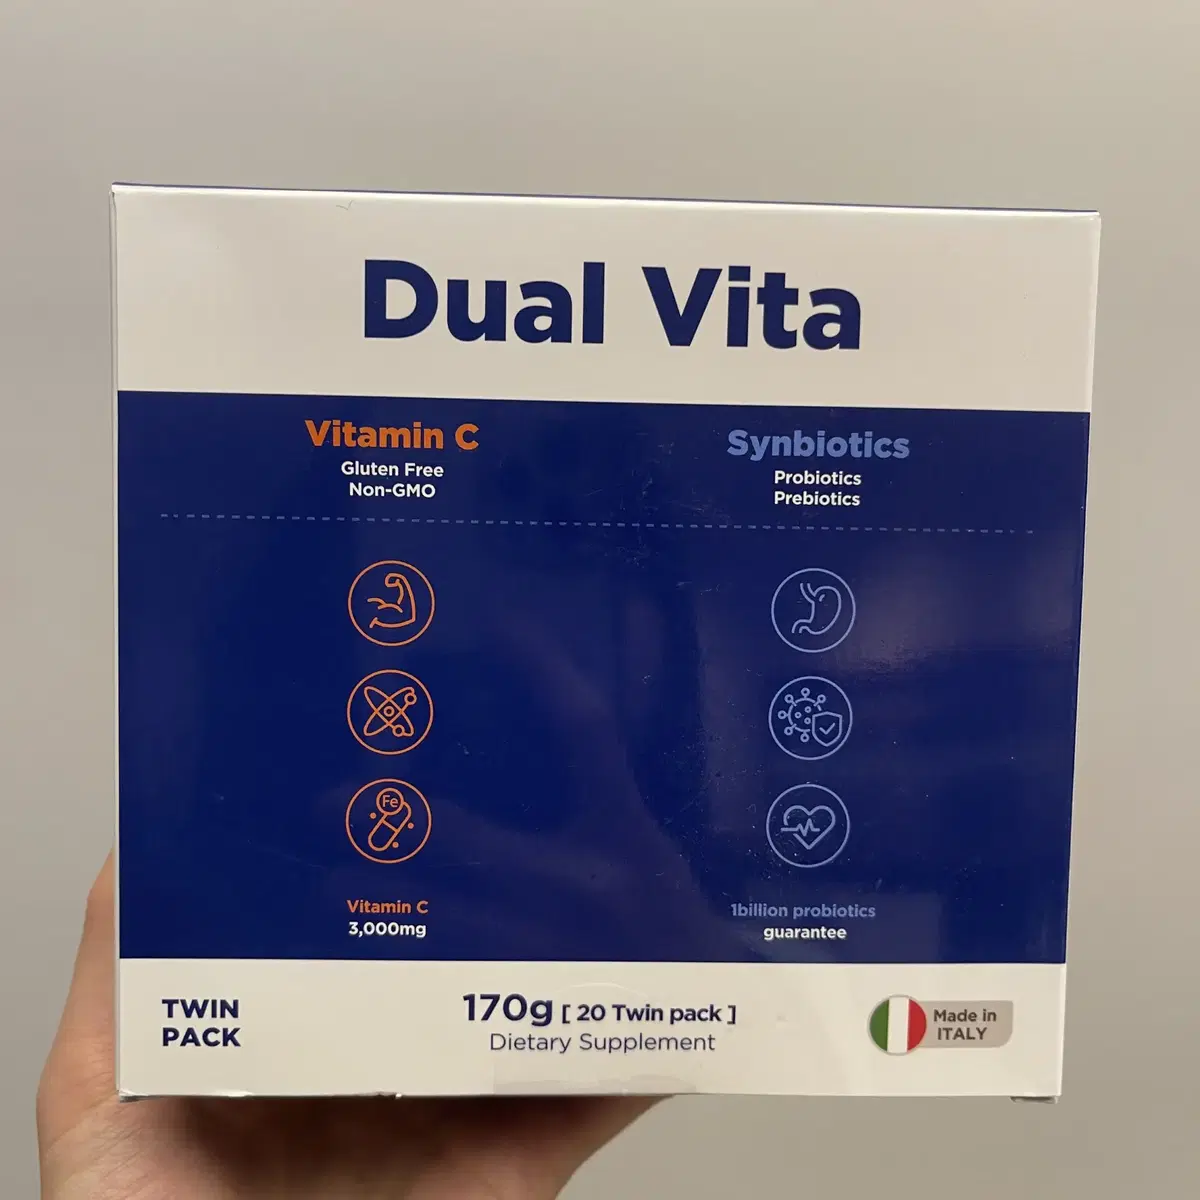 Dual Vita
Vitamin C
Gluten Free
Non-GMO
Synbiotics
Probiotics
Prebiotics
Fe
Vitamin C
3,000mg
1billion probiotics
guarantee
TWIN
PACK
170g [ 20 Twin pack ]
Dietary Supplement
Made in
ITALY